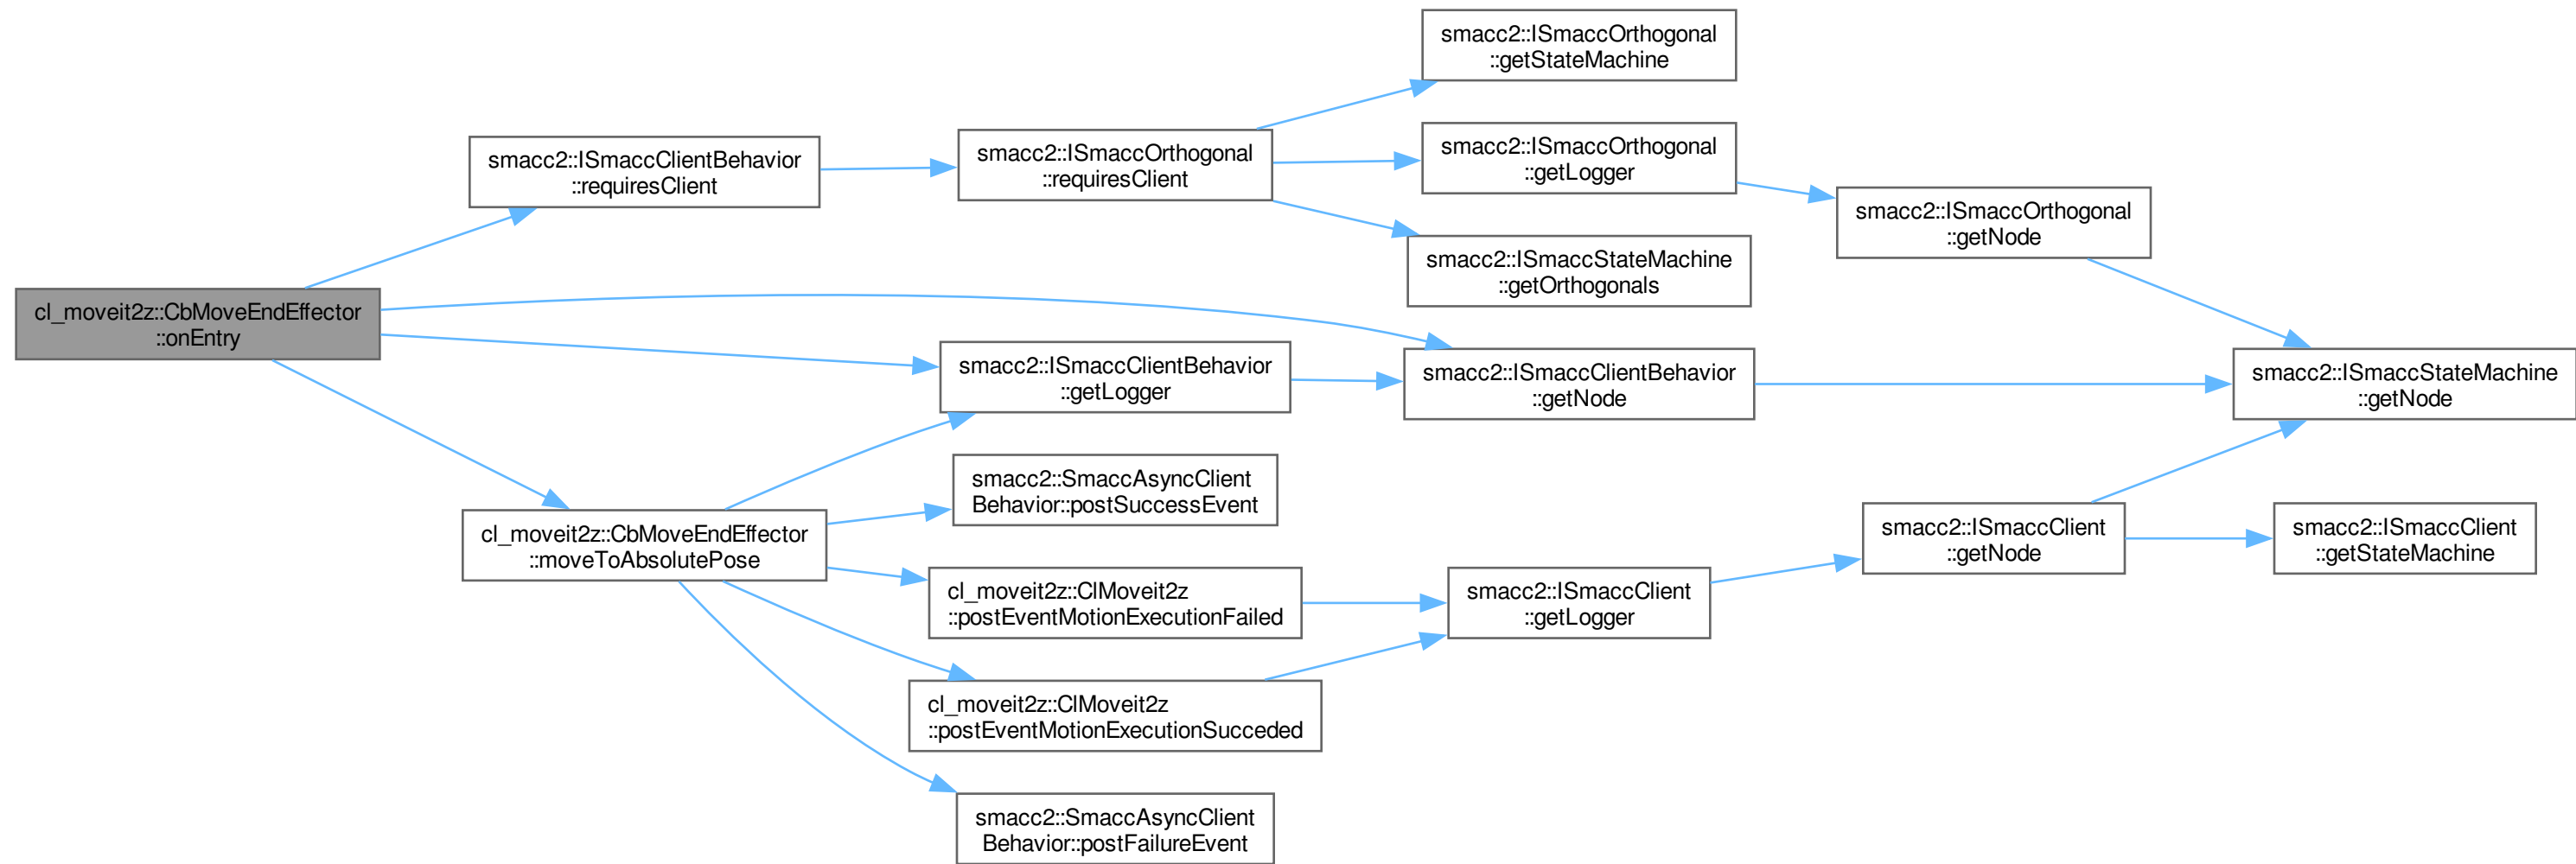 smacc2::ISmaccOrthogonal
::getStateMachine
smacc2::ISmaccClientBehavior
::requiresClient
smacc2::ISmaccOrthogonal
::requiresClient
smacc2::ISmaccOrthogonal
::getLogger
smacc2::ISmaccOrthogonal
::getNode
smacc2::ISmaccStateMachine
::getOrthogonals
cl_moveit2z::CbMoveEndEffector
::onEntry
smacc2::ISmaccClientBehavior
::getLogger
smacc2::ISmaccClientBehavior
::getNode
smacc2::ISmaccStateMachine
::getNode
smacc2::SmaccAsyncClient
Behavior::postSuccessEvent
cl_moveit2z::CbMoveEndEffector
::moveToAbsolutePose
smacc2::ISmaccClient
::getNode
smacc2::ISmaccClient
::getStateMachine
cl_moveit2z::ClMoveit2z
::postEventMotionExecutionFailed
smacc2::ISmaccClient
::getLogger
cl_moveit2z::ClMoveit2z
::postEventMotionExecutionSucceded
smacc2::SmaccAsyncClient
Behavior::postFailureEvent